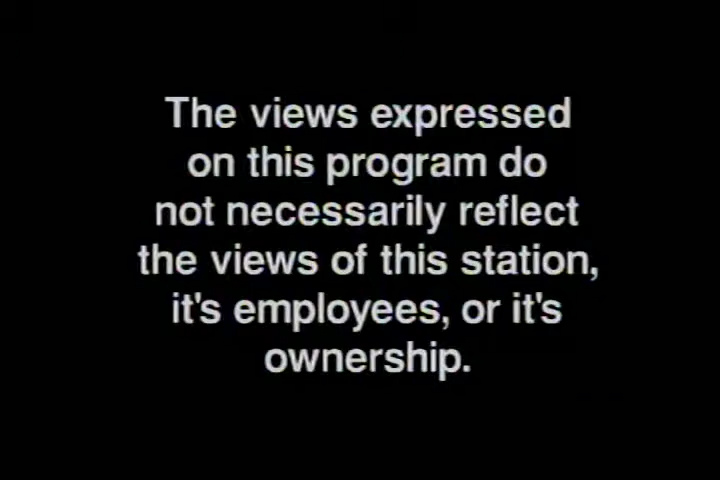 The views expressed
on this program do
not necessarily reflect
the views of this station,
it's employees, or it's
ownership.